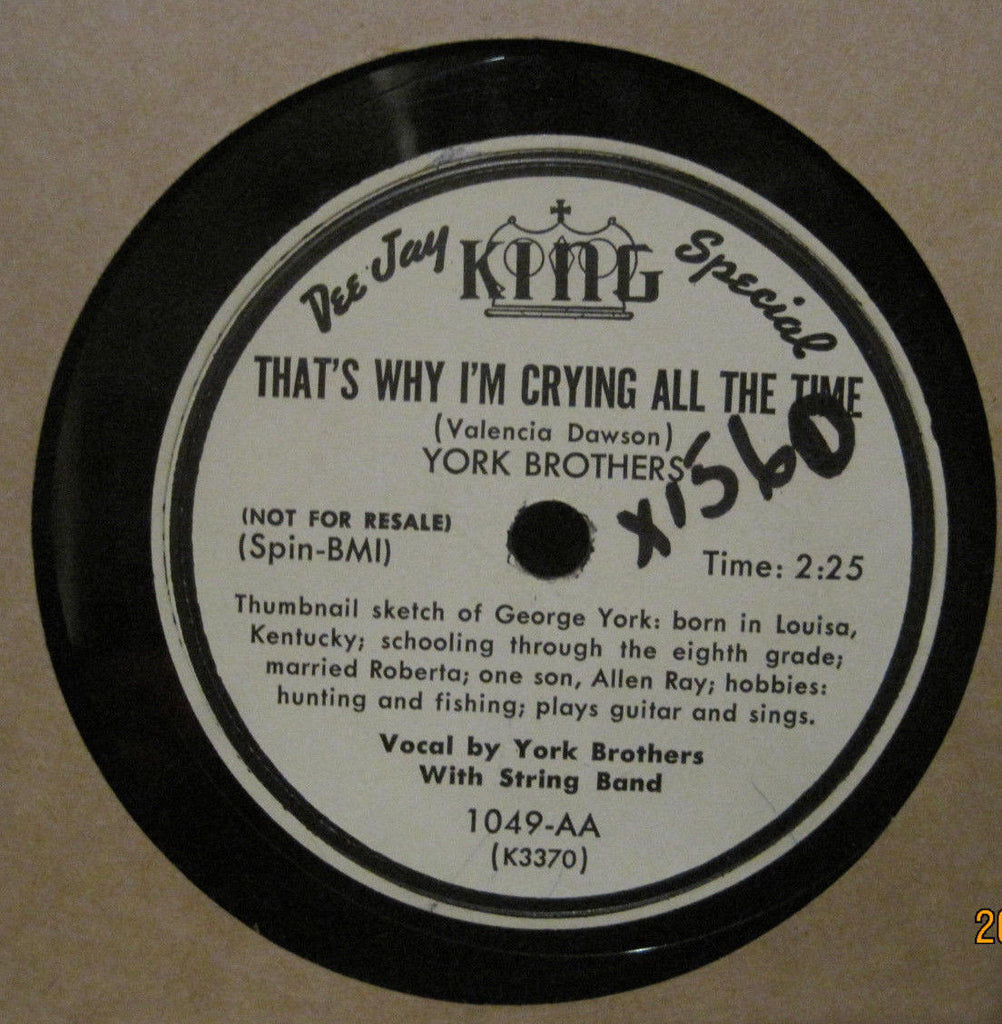 Dee Jay KING Special
THAT'S WHY I'M CRYING ALL THE TIME
(Valencia Dawson)
YORK BROTHERS
X1560
(NOT FOR RESALE)
(Spin-BMI)
Time: 2:25
Thumbnail sketch of George York: born in Louisa,
Kentucky; schooling through the eighth grade;
married Roberta; one son, Allen Ray; hobbies:
hunting and fishing; plays guitar and sings.
Vocal by York Brothers
With String Band
1049-AA
(K3370)